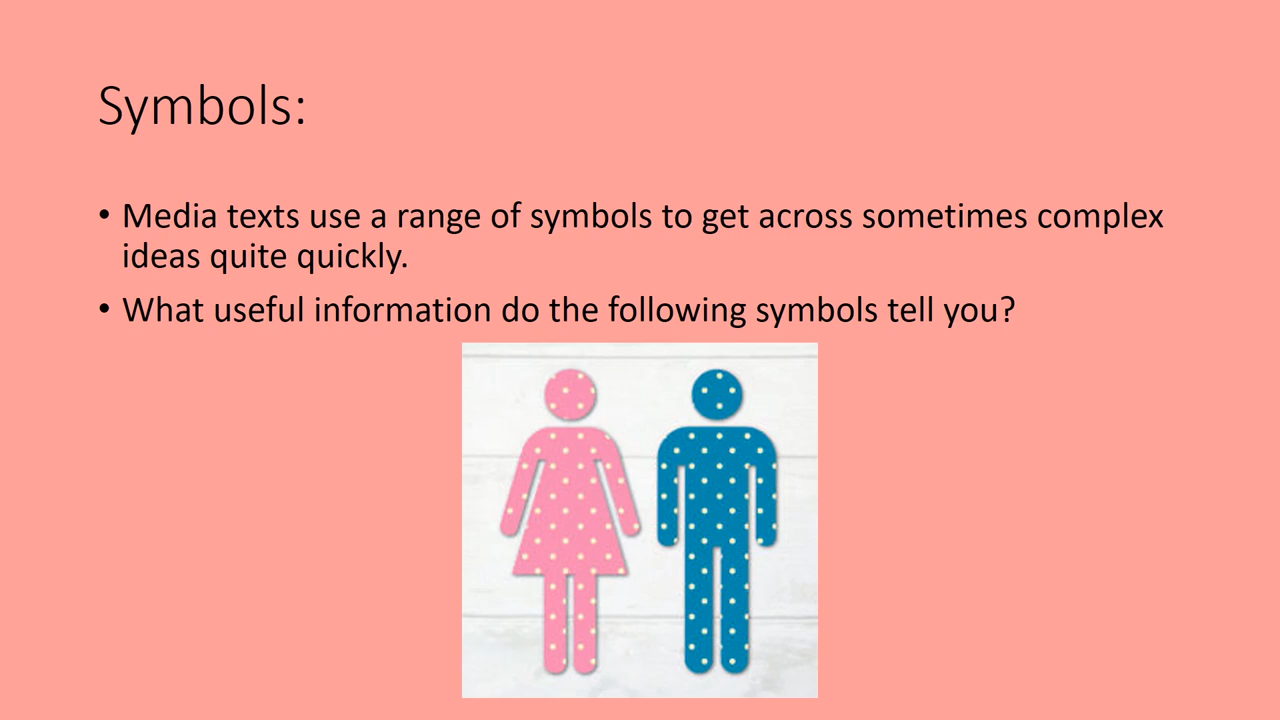 Symbols:
• Media texts use a range of symbols to get across sometimes complex
ideas quite quickly.
• What useful information do the following symbols tell you?